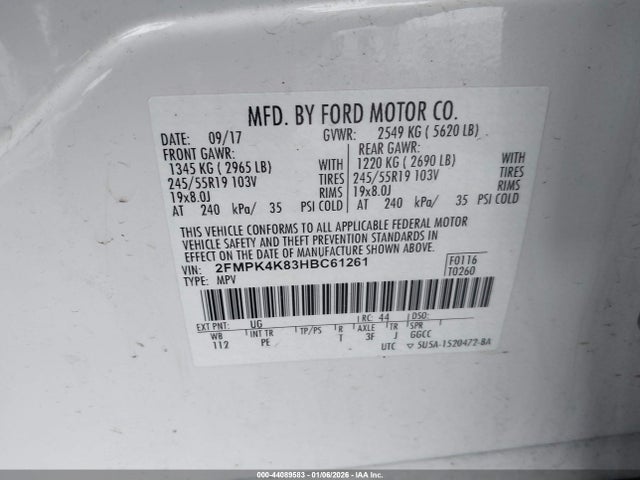 MFD. BY FORD MOTOR CO.
DATE: 09/17 GVWR: 2549 KG ( 5620 LB)
FRONT GAWR: REAR GAWR:
1345 KG ( 2965 LB) WITH 1220 KG ( 2690 LB) WITH
245/55R19 103V TIRES 245/55R19 103V TIRES
19x8.0J RIMS 19x8.0J RIMS
AT 240 kPa/ 35 PSI COLD AT 240 kPa/ 35 PSI COLD
THIS VEHICLE CONFORMS TO ALL APPLICABLE FEDERAL MOTOR
VEHICLE SAFETY AND THEFT PREVENTION STANDARDS IN
EFFECT ON THE DATE OF MANUFACTURE SHOWN ABOVE.
VIN: 2FMPK4K83HBC61261 F0116
TYPE: MPV T0260
EXT PNT: UG RC: 44 DSO:
WB INT TR TP/PS R AXLE TR SPR
112 PE T 3F J GGCC
UTC ▽ 5U5A-1520472-BA
000-44089583 - 01/06/2026 - IAAI.com